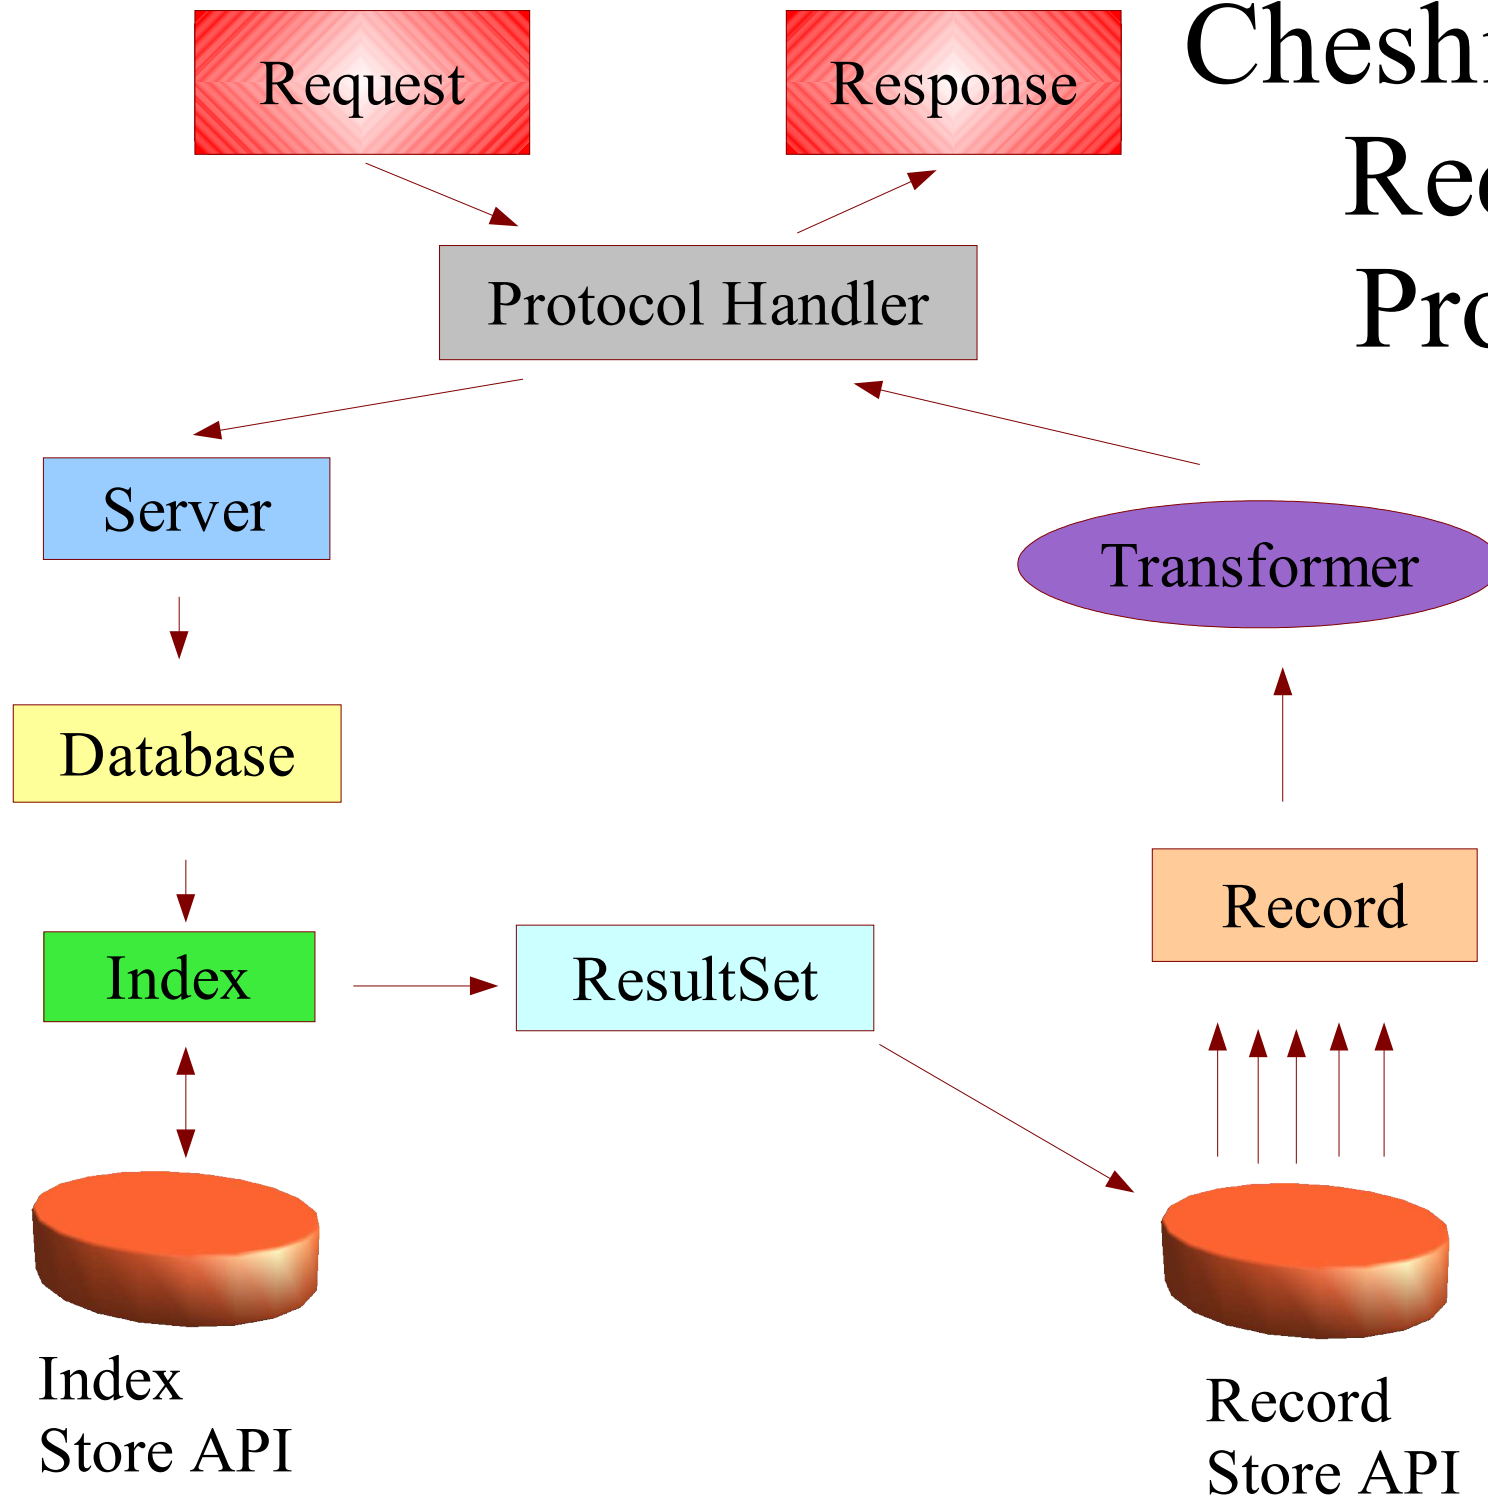 Request
Response
Protocol Handler
Server
Transformer
Database
Record
Index
ResultSet
Index
Store API
Record
Store API